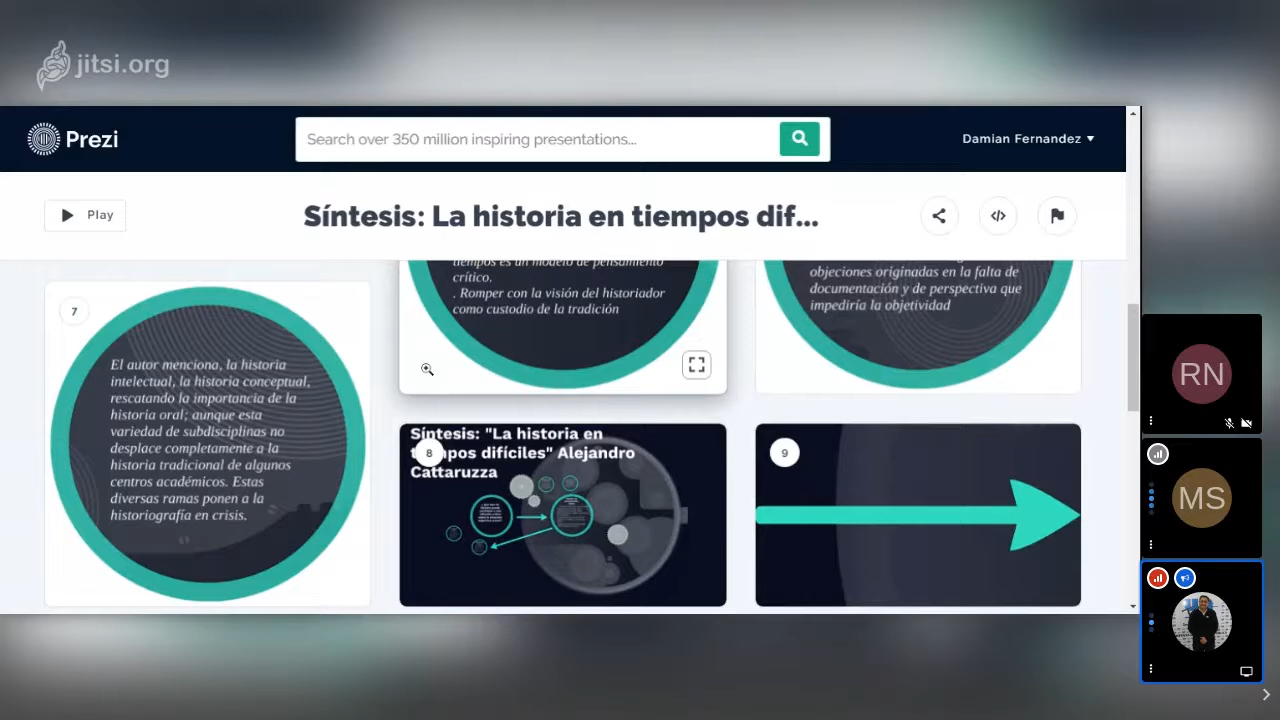 jitsi.org
Prezi
Search over 350 million inspiring presentations...
Damian Fernandez
Play
Síntesis: La historia en tiempos dif...
tiempos es un modelo de pensamiento
crítico.
. Romper con la visión del historiador
como custodio de la tradición
objeciones originadas en la falta de
documentación y de perspectiva que
impediría la objetividad
7
El autor menciona, la historia
intelectual, la historia conceptual,
rescatando la importancia de la
historia oral; aunque esta
variedad de subdisciplinas no
desplace completamente a la
historia tradicional de algunos
centros académicos. Estas
diversas ramas ponen a la
historiografía en crisis.
8
Síntesis: "La historia en
tiempos difíciles" Alejandro
Cattaruzza
9
RN
MS